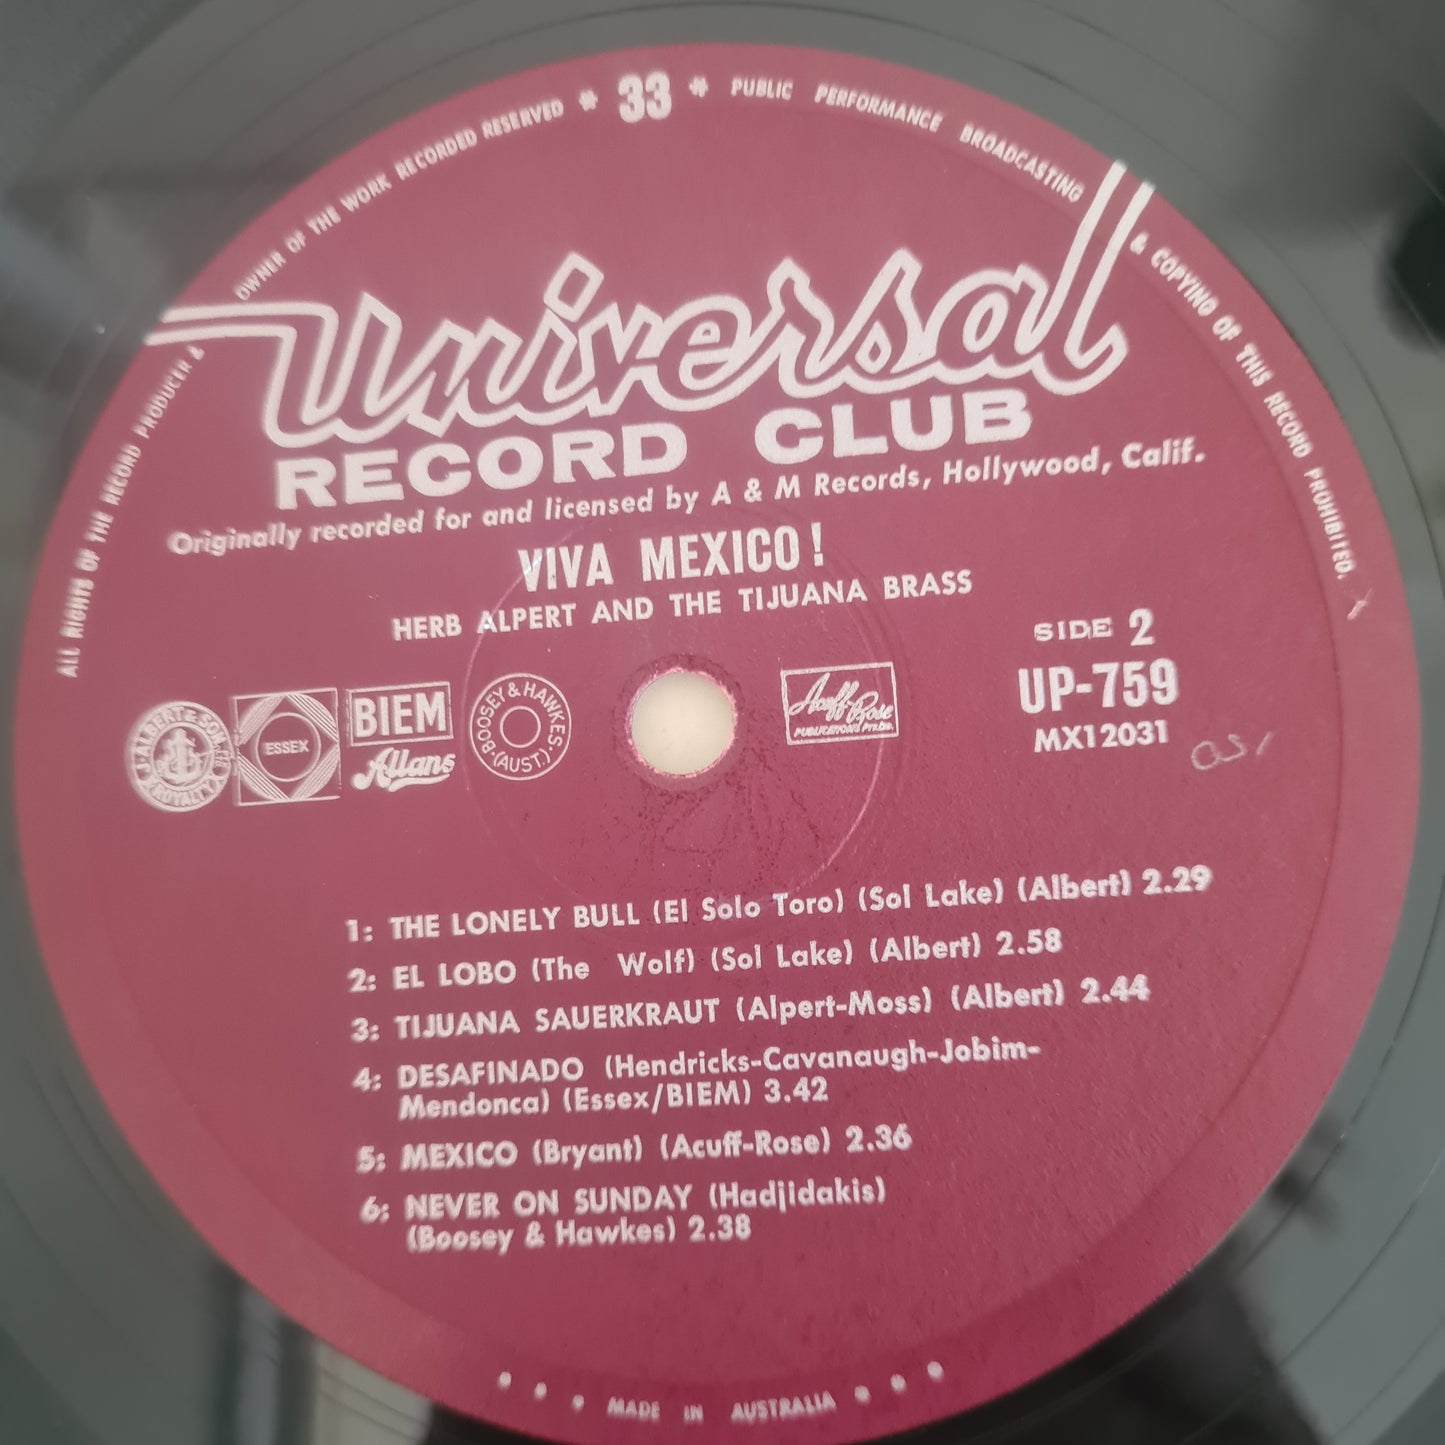 ALL RIGHTS OF THE RECORD PRODUCER & OWNER OF THE WORK RECORDED RESERVED * 33 * PUBLIC PERFORMANCE BROADCASTING & COPYING OF THIS RECORD PROHIBITED.
Universal
RECORD CLUB
Originally recorded for and licensed by A & M Records, Hollywood, Calif.
VIVA MEXICO!
HERB ALPERT AND THE TIJUANA BRASS
SIDE 2
UP-759
MX12031
J. ALBERT & SON
ROYALTY
ESSEX
BIEM
Allans
BOOSEY & HAWKES (AUST.)
Acuff-Rose
PUBLICATIONS PTY. LTD.
1: THE LONELY BULL (El Solo Toro) (Sol Lake) (Albert) 2.29
2: EL LOBO (The Wolf) (Sol Lake) (Albert) 2.58
3: TIJUANA SAUERKRAUT (Alpert-Moss) (Albert) 2.44
4: DESAFINADO (Hendricks-Cavanaugh-Jobim-
Mendonca) (Essex/BIEM) 3.42
5: MEXICO (Bryant) (Acuff-Rose) 2.36
6: NEVER ON SUNDAY (Hadjidakis)
(Boosey & Hawkes) 2.38
* * * MADE IN AUSTRALIA * * *